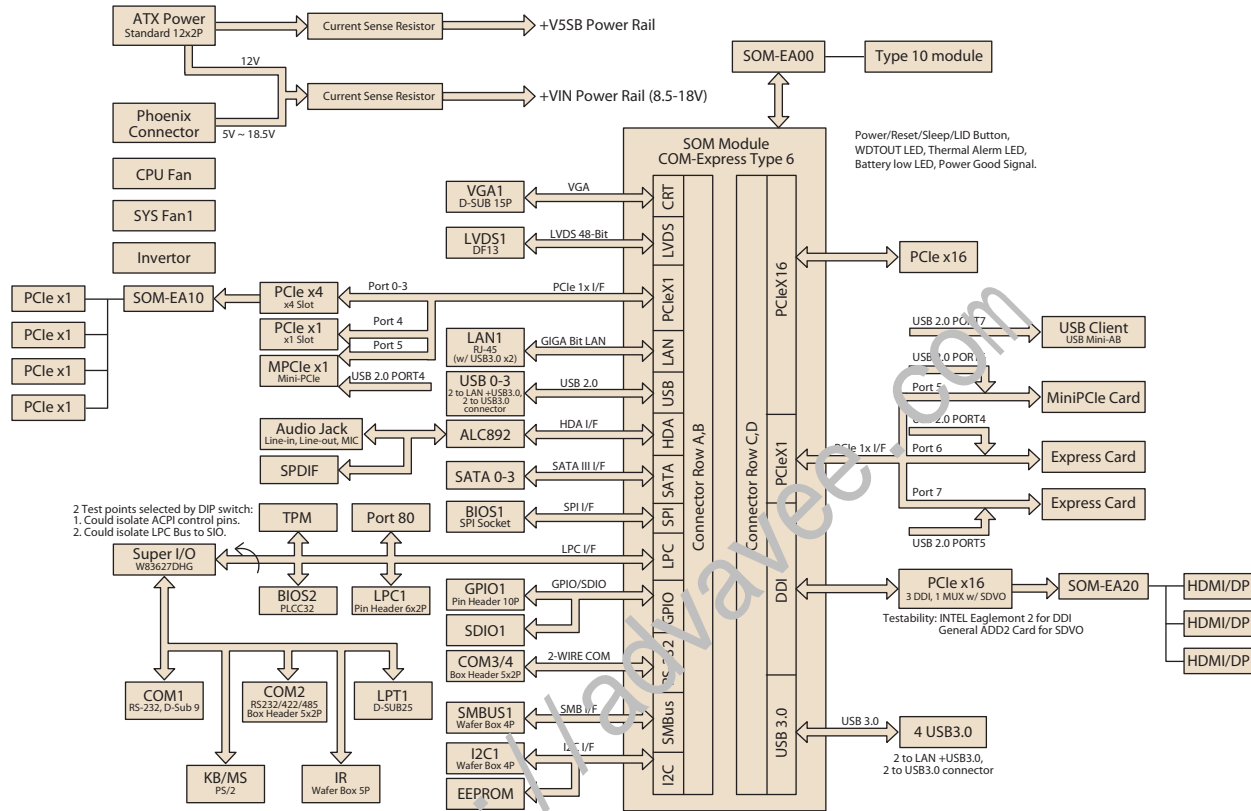 ATX Power
Standard 12x2P
Current Sense Resistor
+V5SB Power Rail
12V
Current Sense Resistor
+VIN Power Rail (8.5-18V)
Phoenix
Connector
5V ~ 18.5V
CPU Fan
SYS Fan1
Invertor
SOM-EA00
Type 10 module
Power/Reset/Sleep/LID Button,
WDTOUT LED, Thermal Alerm LED,
Battery low LED, Power Good Signal.
SOM Module
COM-Express Type 6
VGA1
D-SUB 15P
VGA
CRT
LVDS1
DF13
LVDS 48-Bit
LVDS
PCIe x1
PCIe x1
PCIe x1
PCIe x1
SOM-EA10
PCIe x4
x4 Slot
Port 0-3
PCIe 1x I/F
PCIeX1
PCIe x1
x1 Slot
Port 4
Port 5
MPCIe x1
Mini-PCIe
USB 2.0 PORT4
LAN1
RJ-45
(w/ USB3.0 x2)
GIGA Bit LAN
LAN
USB 0-3
2 to LAN +USB3.0,
2 to USB3.0
connector
USB 2.0
USB
Audio Jack
Line-in, Line-out, MIC
SPDIF
ALC892
HDA I/F
HDA
SATA 0-3
SATA III I/F
SATA
BIOS1
SPI Socket
SPI I/F
SPI
2 Test points selected by DIP switch:
1. Could isolate ACPI control pins.
2. Could isolate LPC Bus to SIO.
TPM
Port 80
Super I/O
W83627DHG
LPC I/F
LPC
BIOS2
PLCC32
LPC1
Pin Header 6x2P
GPIO1
Pin Header 10P
GPIO/SDIO
GPIO
SDIO1
COM3/4
Box Header 5x2P
2-WIRE COM
COM1
RS-232, D-Sub 9
COM2
RS232/422/485
Box Header 5x2P
LPT1
D-SUB25
KB/MS
PS/2
IR
Wafer Box 5P
SMBUS1
Wafer Box 4P
SMB I/F
SMBus
I2C1
Wafer Box 4P
I2C I/F
I2C
EEPROM
Connector Row A,B
Connector Row C,D
PCIeX16
PCIe x16
USB 2.0 PORT7
USB Client
USB Mini-AB
USB 2.0
Port 5
MiniPCIe Card
USB 2.0 PORT4
PCIeX1
PCIe 1x I/F
Port 6
Express Card
Port 7
Express Card
USB 2.0 PORT5
DDI
PCIe x16
3 DDI, 1 MUX w/ SDVO
SOM-EA20
HDMI/DP
HDMI/DP
HDMI/DP
Testability: INTEL Eaglemont 2 for DDI
General ADD2 Card for SDVO
USB 3.0
USB 3.0
4 USB3.0
2 to LAN +USB3.0,
2 to USB3.0 connector
://advavee.com